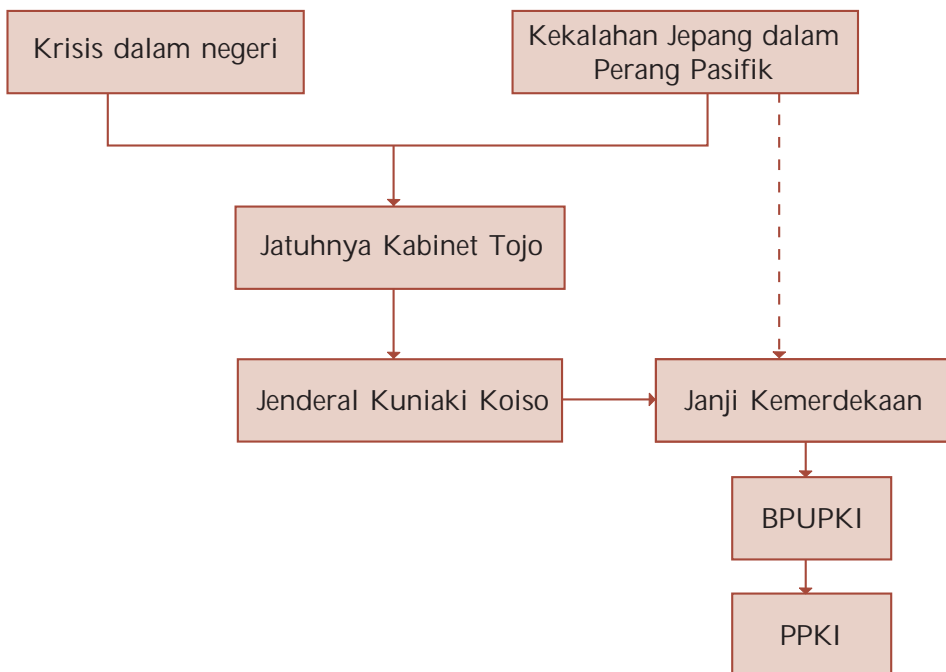 Krisis dalam negeri
Kekalahan Jepang dalam
Perang Pasifik
Jatuhnya Kabinet Tojo
Jenderal Kuniaki Koiso
Janji Kemerdekaan
BPUPKI
PPKI